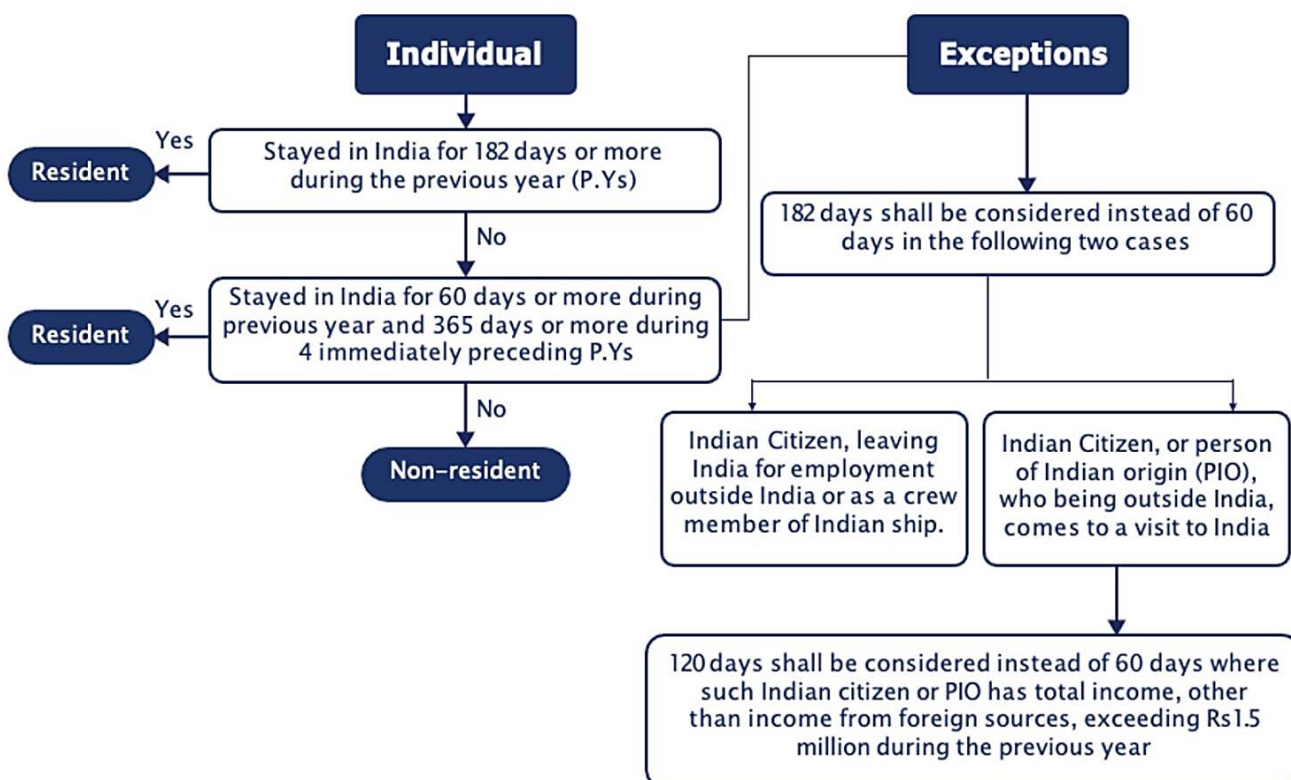 Individual
Yes
Resident
Stayed in India for 182 days or more
during the previous year (P.Ys)
No
Yes
Resident
Stayed in India for 60 days or more during
previous year and 365 days or more during
4 immediately preceding P.Ys
No
Non-resident
Exceptions
182 days shall be considered instead of 60
days in the following two cases
Indian Citizen, leaving
India for employment
outside India or as a crew
member of Indian ship.
Indian Citizen, or person
of Indian origin (PIO),
who being outside India,
comes to a visit to India
120 days shall be considered instead of 60 days where
such Indian citizen or PIO has total income, other
than income from foreign sources, exceeding Rs1.5
million during the previous year